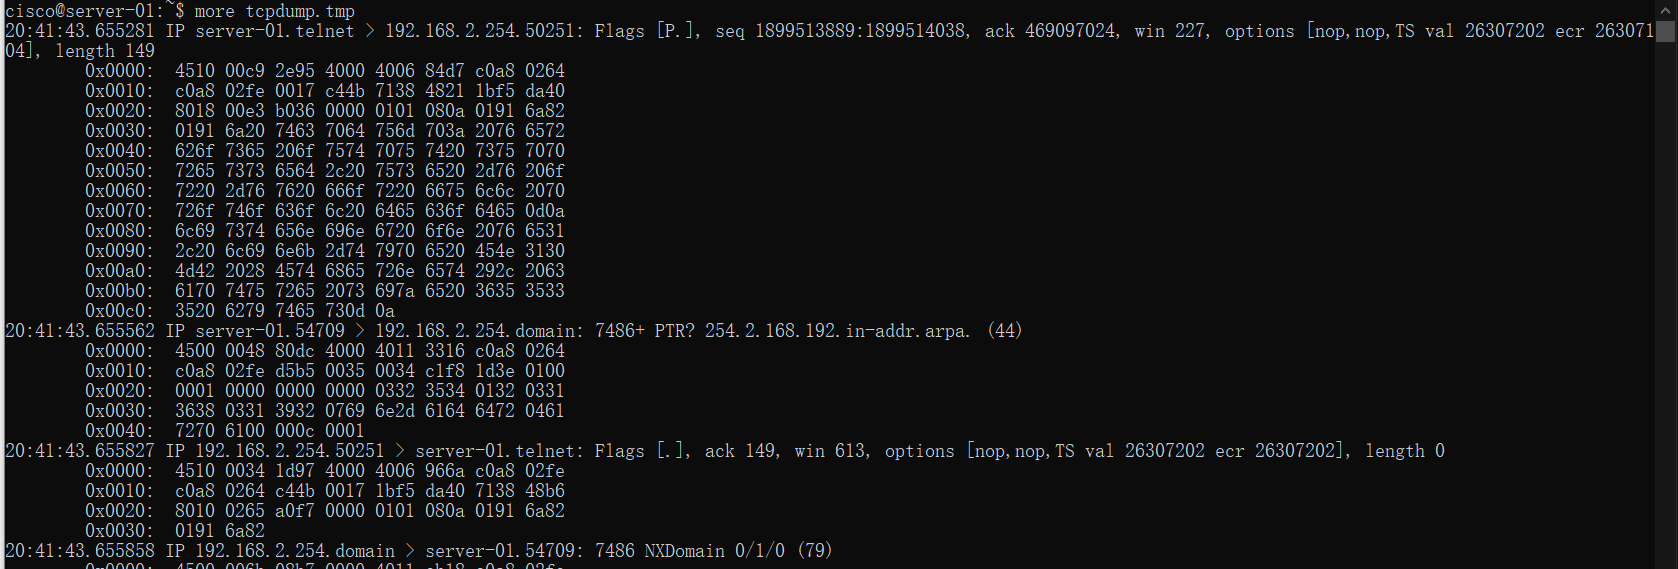 cisco@server-01:~$ more tcpdump.tmp
20:41:43.655281 IP server-01.telnet > 192.168.2.254.50251: Flags [P.], seq 1899513889:1899514038, ack 469097024, win 227, options [nop,nop,TS val 26307202 ecr 263071
04], length 149
0x0000:  4510 00c9 2e95 4000 4006 84d7 c0a8 0264
0x0010:  c0a8 02fe 0017 c44b 7138 4821 1bf5 da40
0x0020:  8018 00e3 b036 0000 0101 080a 0191 6a82
0x0030:  0191 6a20 7463 7064 756d 703a 2076 6572
0x0040:  626f 7365 206f 7574 7075 7420 7375 7070
0x0050:  7265 7373 6564 2c20 7573 6520 2d76 206f
0x0060:  7220 2d76 7620 666f 7220 6675 6c6c 2070
0x0070:  726f 746f 636f 6c20 6465 636f 6465 0d0a
0x0080:  6c69 7374 656e 696e 6720 6f6e 2076 6531
0x0090:  2c20 6c69 6e6b 2d74 7970 6520 454e 3130
0x00a0:  4d42 2028 4574 6865 726e 6574 292c 2063
0x00b0:  6170 7475 7265 2073 697a 6520 3635 3533
0x00c0:  3520 6279 7465 730d 0a
20:41:43.655562 IP server-01.54709 > 192.168.2.254.domain: 7486+ PTR? 254.2.168.192.in-addr.arpa. (44)
0x0000:  4500 0048 80dc 4000 4011 3316 c0a8 0264
0x0010:  c0a8 02fe d5b5 0035 0034 c1f8 1d3e 0100
0x0020:  0001 0000 0000 0000 0332 3534 0132 0331
0x0030:  3638 0331 3932 0769 6e2d 6164 6472 0461
0x0040:  7270 6100 000c 0001
20:41:43.655827 IP 192.168.2.254.50251 > server-01.telnet: Flags [.], ack 149, win 613, options [nop,nop,TS val 26307202 ecr 26307202], length 0
0x0000:  4510 0034 1d97 4000 4006 966a c0a8 02fe
0x0010:  c0a8 0264 c44b 0017 1bf5 da40 7138 48b6
0x0020:  8010 0265 a0f7 0000 0101 080a 0191 6a82
0x0030:  0191 6a82
20:41:43.655858 IP 192.168.2.254.domain > server-01.54709: 7486 NXDomain 0/1/0 (79)